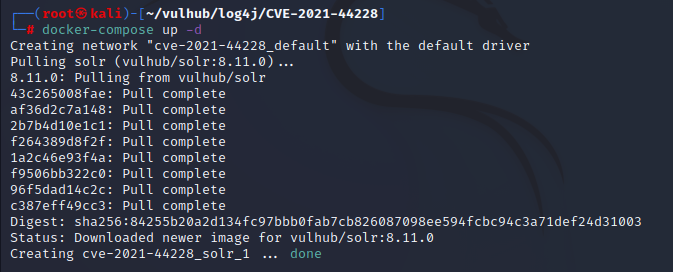 ┌──(root㉿kali)-[~/vulhub/log4j/CVE-2021-44228]
└─# docker-compose up -d
Creating network "cve-2021-44228_default" with the default driver
Pulling solr (vulhub/solr:8.11.0)...
8.11.0: Pulling from vulhub/solr
43c265008fae: Pull complete
af36d2c7a148: Pull complete
2b7b4d10e1c1: Pull complete
f264389d8f2f: Pull complete
1a2c46e93f4a: Pull complete
f9506bb322c0: Pull complete
96f5dad14c2c: Pull complete
c387eff49cc3: Pull complete
Digest: sha256:84255b20a2d134fc97bbb0fab7cb826087098ee594fcbc94c3a71def24d31003
Status: Downloaded newer image for vulhub/solr:8.11.0
Creating cve-2021-44228_solr_1 ... done